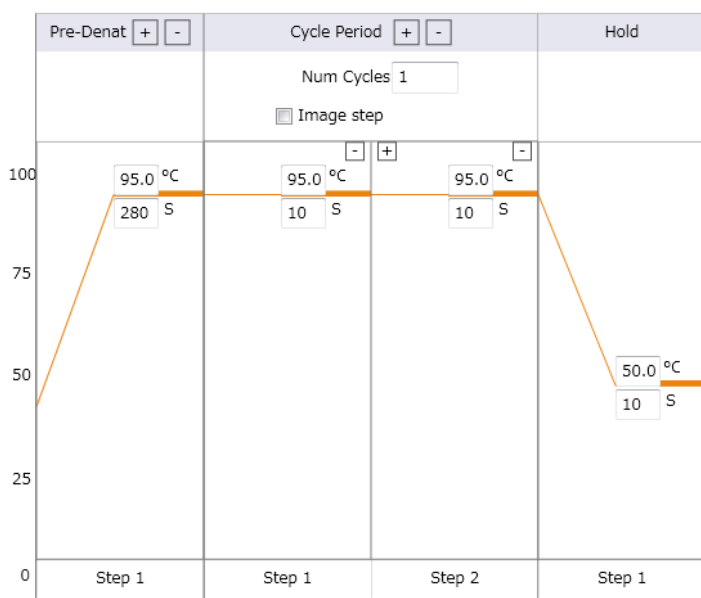 Pre-Denat + - Cycle Period + - Hold
Num Cycles 1
Image step
- + -
100
95.0 °C 95.0 °C 95.0 °C
280 S 10 S 10 S
75
50
50.0 °C
10 S
25
0
Step 1 Step 1 Step 2 Step 1